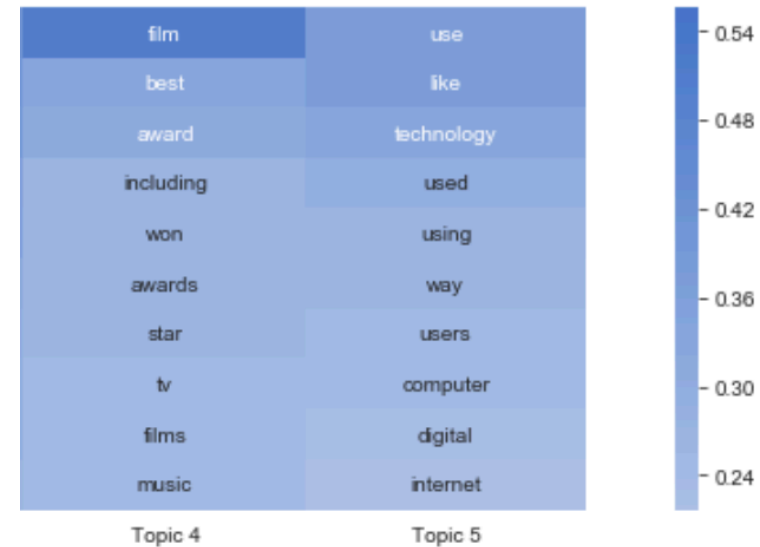 film use
best like
award technology
including used
won using
awards way
star users
tv computer
films digital
music internet
Topic 4 Topic 5
0.54
0.48
0.42
0.36
0.30
0.24